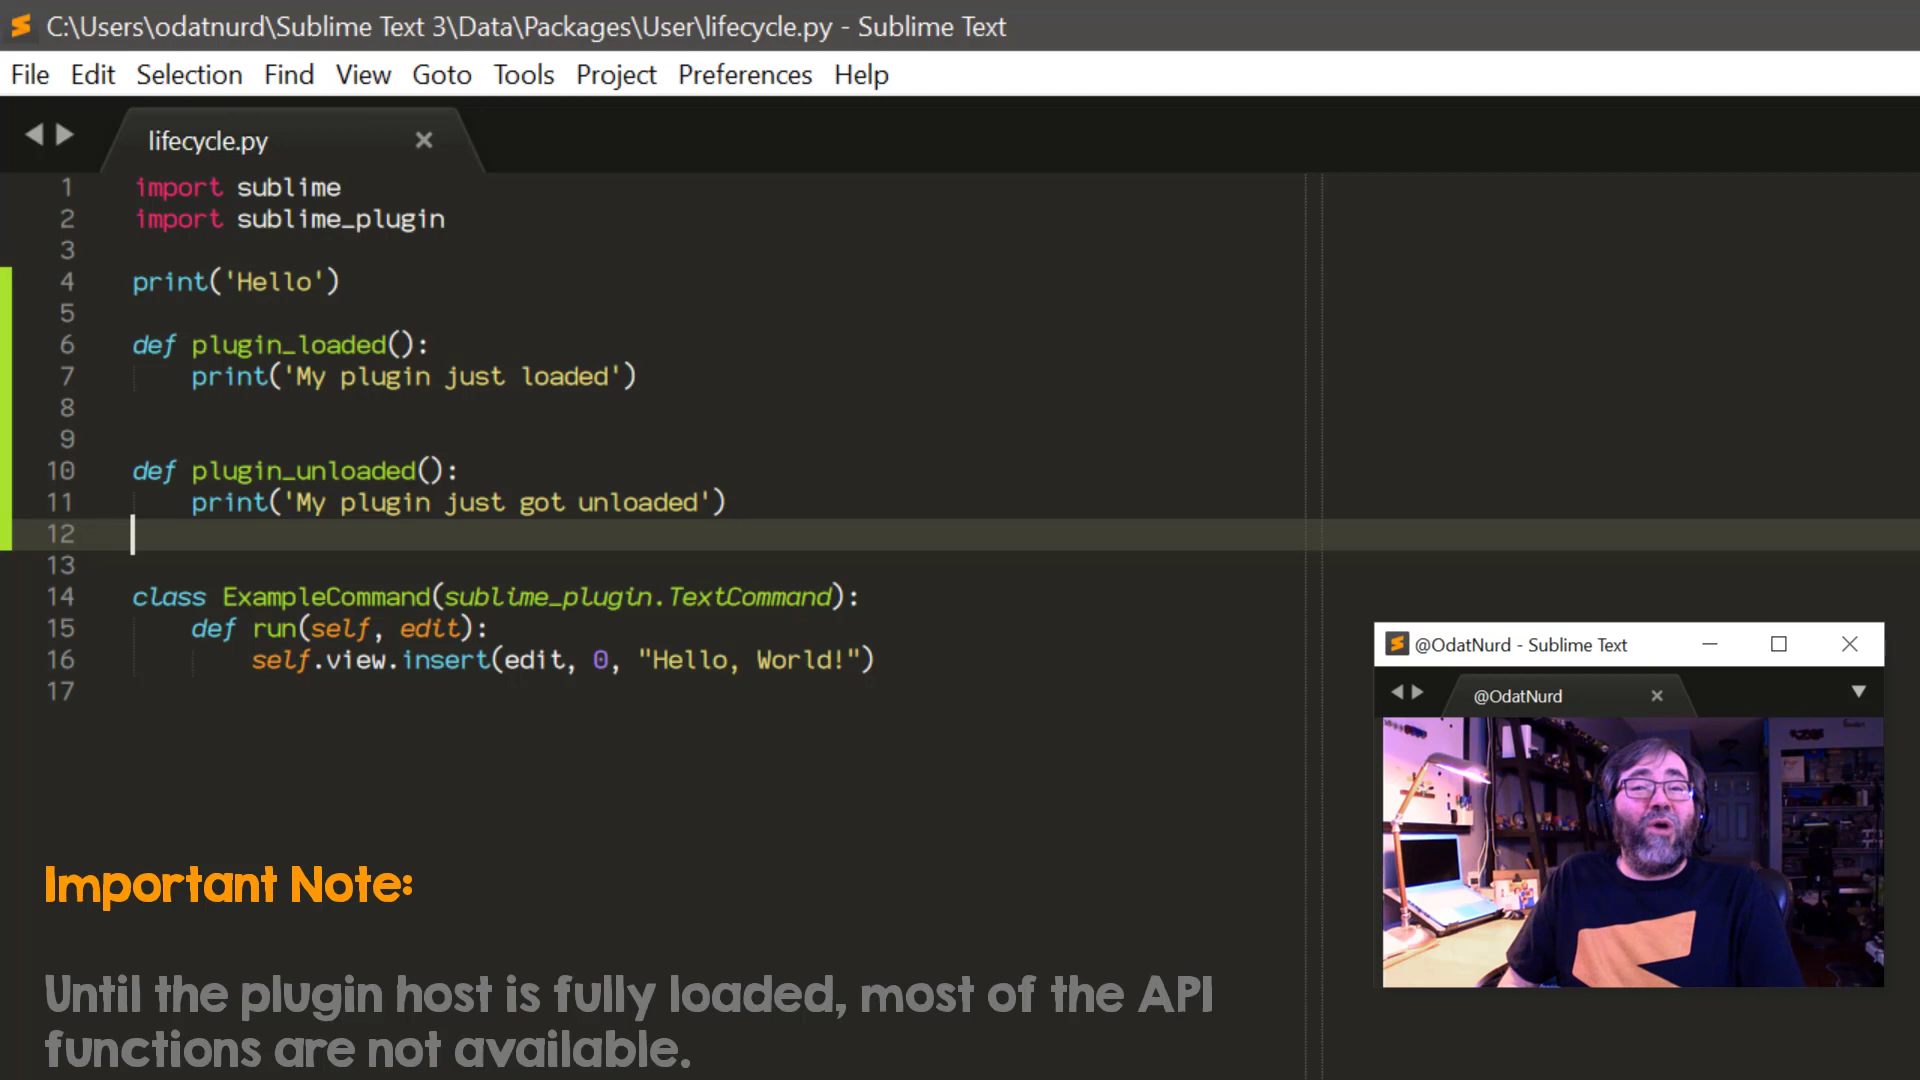 C:\Users\odatnurd\Sublime Text 3\Data\Packages\User\lifecycle.py - Sublime Text
File Edit Selection Find View Goto Tools Project Preferences Help
lifecycle.py
1 import sublime
2 import sublime_plugin
3
4 print('Hello')
5
6 def plugin_loaded():
7 print('My plugin just loaded')
8
9
10 def plugin_unloaded():
11 print('My plugin just got unloaded')
12
13
14 class ExampleCommand(sublime_plugin.TextCommand):
15 def run(self, edit):
16 self.view.insert(edit, 0, "Hello, World!")
17
@OdatNurd - Sublime Text
@OdatNurd
Important Note:
Until the plugin host is fully loaded, most of the API
functions are not available.